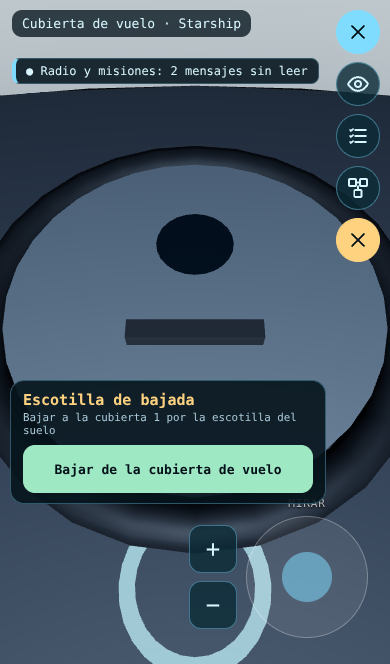 Cubierta de vuelo · Starship
● Radio y misiones: 2 mensajes sin leer
Escotilla de bajada
Bajar a la cubierta 1 por la escotilla del
suelo
Bajar de la cubierta de vuelo
MIRAR
+
−